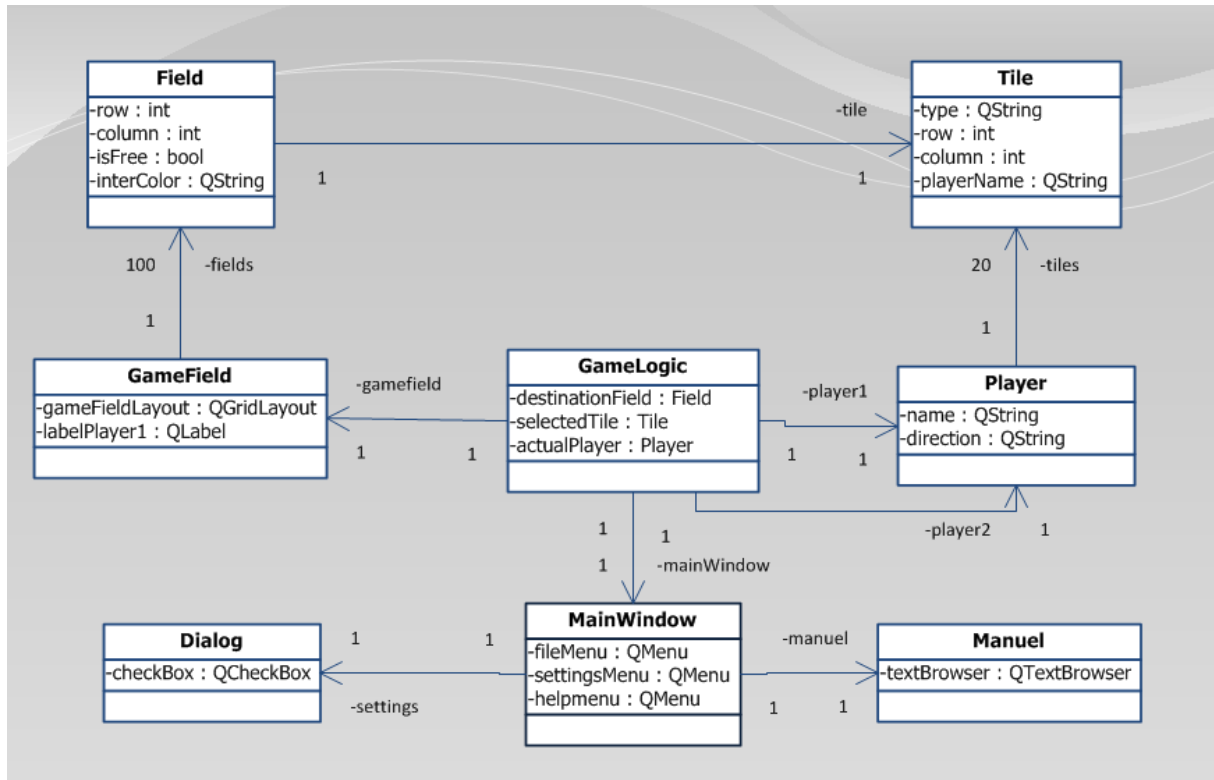 Field
-row : int
-column : int
-isFree : bool
-interColor : QString
Tile
-type : QString
-row : int
-column : int
-playerName : QString
-tile
1
1
100
-fields
1
20
-tiles
1
GameField
-gameFieldLayout : QGridLayout
-labelPlayer1 : QLabel
-gamefield
1
1
GameLogic
-destinationField : Field
-selectedTile : Tile
-actualPlayer : Player
-player1
1
1
Player
-name : QString
-direction : QString
1
1
-player2
1
1
-mainWindow
Dialog
-checkBox : QCheckBox
1
1
-settings
MainWindow
-fileMenu : QMenu
-settingsMenu : QMenu
-helpmenu : QMenu
-manuel
1
1
Manuel
-textBrowser : QTextBrowser